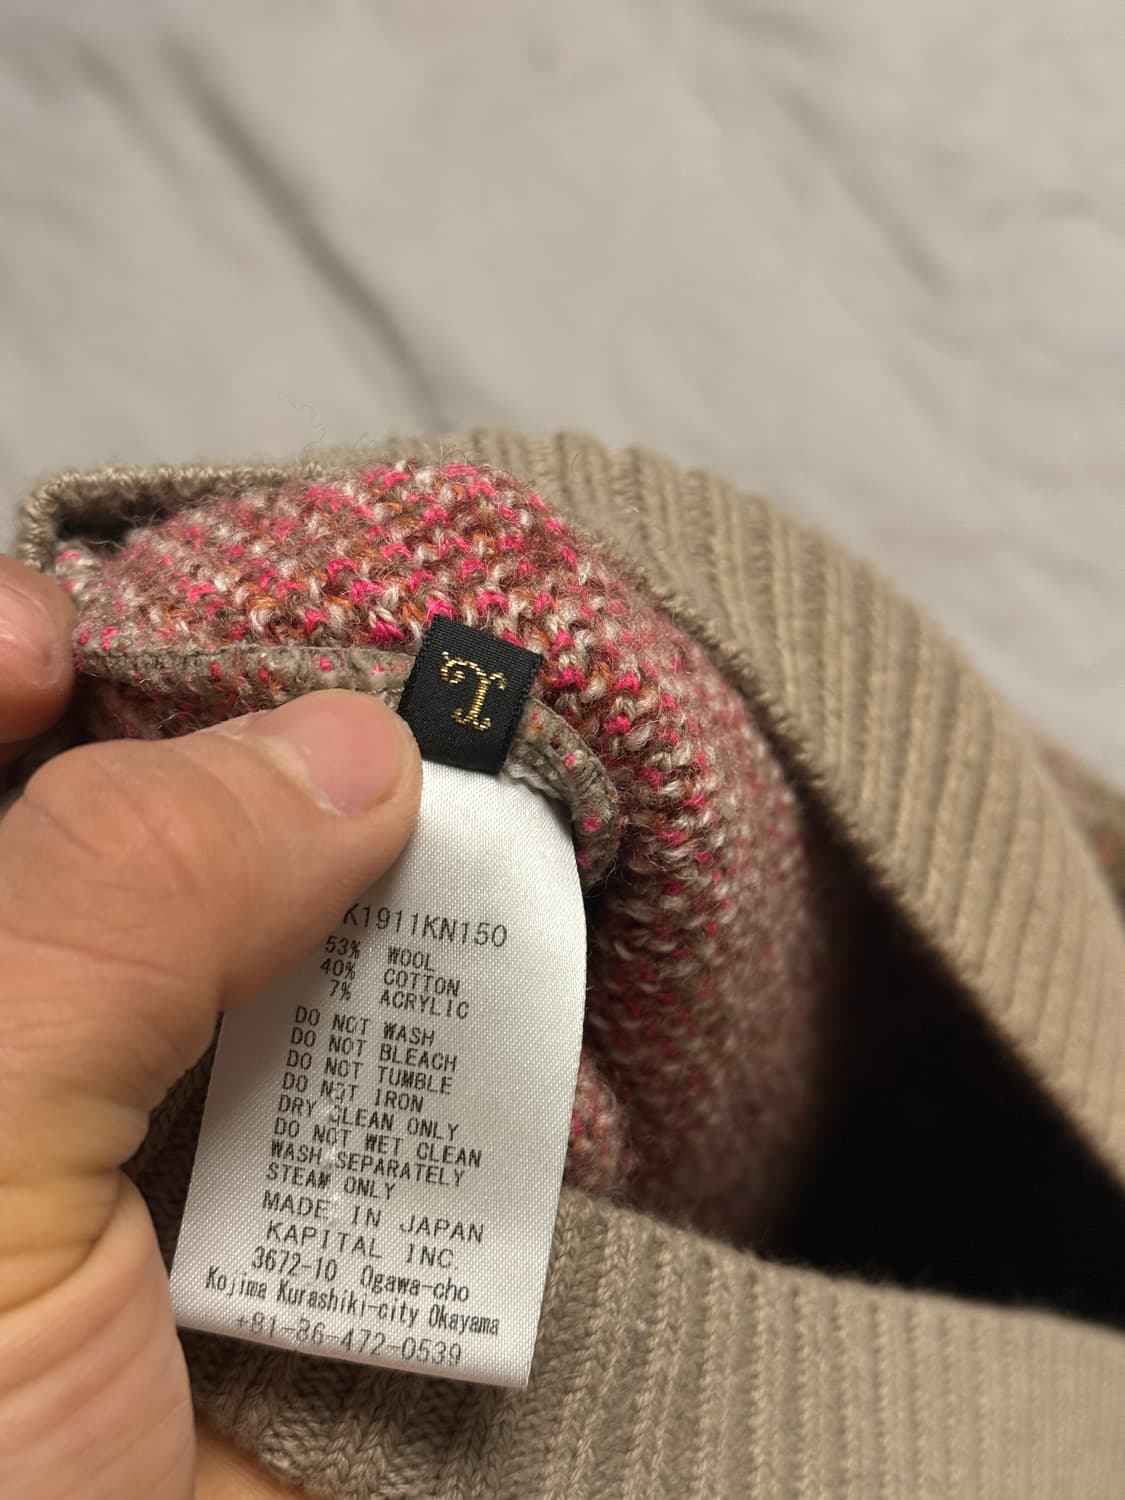 K1911KN150
53% WOOL
40% COTTON
7% ACRYLIC
DO NOT WASH
DO NOT BLEACH
DO NOT TUMBLE
DO NOT IRON
DRY CLEAN ONLY
DO NOT WET CLEAN
WASH SEPARATELY
STEAM ONLY
MADE IN JAPAN
KAPITAL INC.
3672-10 Ogawa-cho
Kojima Kurashiki-city Okayama
+81-86-472-0539